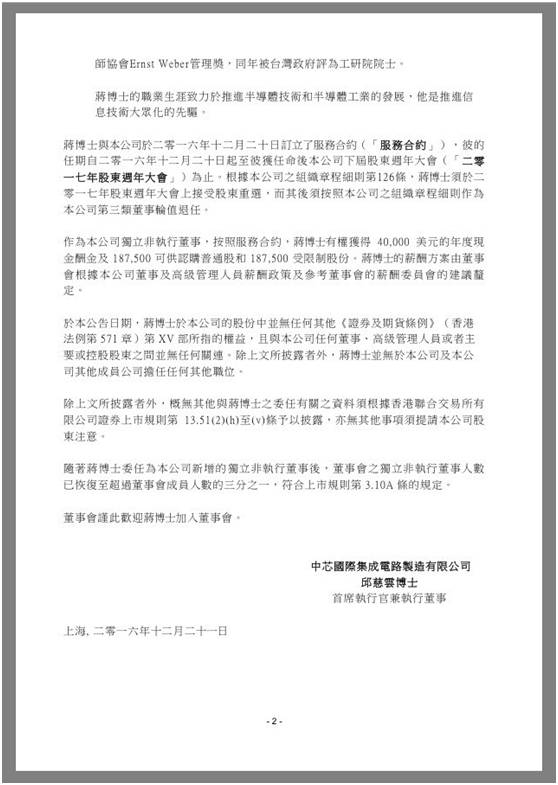 師協會Ernst Weber管理獎，同年被台灣政府評為工研院院士。
蔣博士的職業生涯致力於推進半導體技術和半導體工業的發展，他是推進信
息技術大眾化的先驅。
蔣博士與本公司於二零一六年十二月二十日訂立了服務合約（「服務合約」），彼的
任期自二零一六年十二月二十日起至彼獲任命後本公司下屆股東週年大會（「二零
一七年股東週年大會」）為止。根據本公司之組織章程細則第126條，蔣博士須於二
零一七年股東週年大會上接受股東重選，而其後須按照本公司之組織章程細則作為
本公司第三類董事輪值退任。
作為本公司獨立非執行董事，按照服務合約，蔣博士有權獲得 40,000 美元的年度現
金酬金及 187,500 可供認購普通股和 187,500 受限制股份。蔣博士的薪酬方案由董事
會根據本公司董事及高級管理人員薪酬政策及參考董事會的薪酬委員會的建議釐
定。
於本公告日期，蔣博士於本公司的股份中並無任何其他《證券及期貨條例》（香港
法例第 571 章）第 XV 部所指的權益，且與本公司任何董事、高級管理人員或者主
要或控股股東之間並無任何關連。除上文所披露者外，蔣博士並無於本公司及本公
司其他成員公司擔任任何其他職位。
除上文所披露者外，概無其他與蔣博士之委任有關之資料須根據香港聯合交易所有
限公司證券上市規則第 13.51(2)(h)至(v)條予以披露，亦無其他事項須提請本公司股
東注意。
隨著蔣博士委任為本公司新增的獨立非執行董事後，董事會之獨立非執行董事人數
已恢復至超過董事會成員人數的三分之一，符合上市規則第 3.10A 條的規定。
董事會謹此歡迎蔣博士加入董事會。
中芯國際集成電路製造有限公司
邱慈雲博士
首席執行官兼執行董事
上海, 二零一六年十二月二十一日
- 2 -